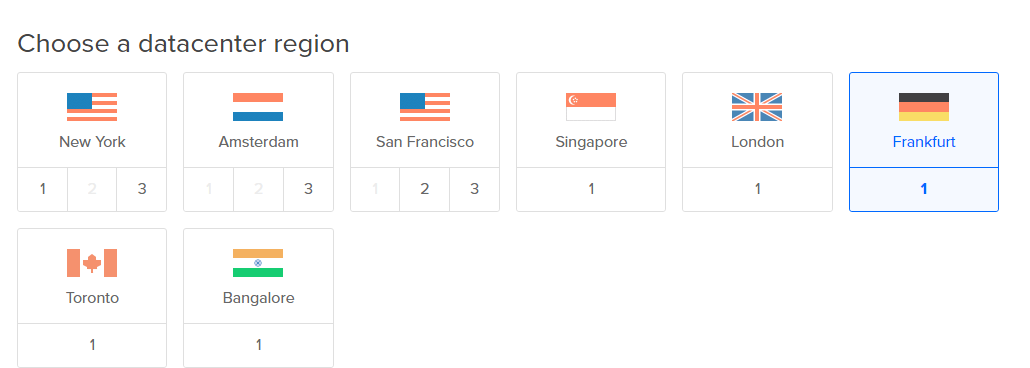 Choose a datacenter region
New York Amsterdam San Francisco Singapore London Frankfurt
1 2 3 1 2 3 1 2 3 1 1 1
Toronto Bangalore
1 1